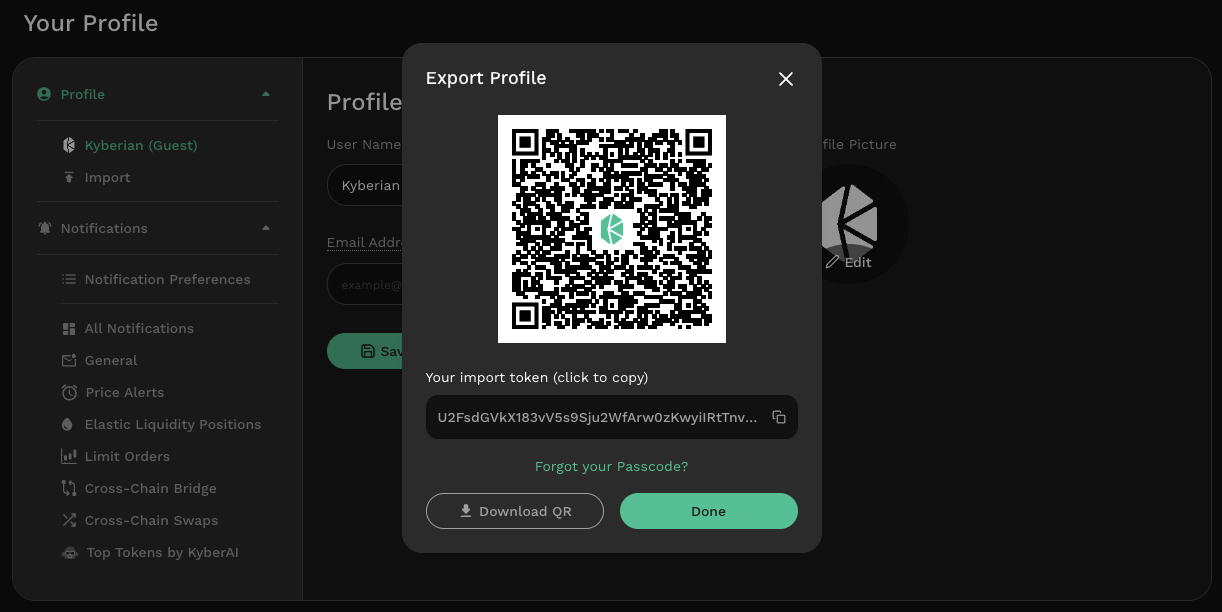 Your Profile
Profile
Kyberian (Guest)
Import
Notifications
Notification Preferences
All Notifications
General
Price Alerts
Elastic Liquidity Positions
Limit Orders
Cross-Chain Bridge
Cross-Chain Swaps
Top Tokens by KyberAI
Profile
User Name
Kyberian
Email Addre
example@
Sav
file Picture
Edit
Export Profile
Your import token (click to copy)
U2FsdGVkX183vV5s9Sju2WfArw0zKwyiIRtTnv...
Forgot your Passcode?
Download QR
Done